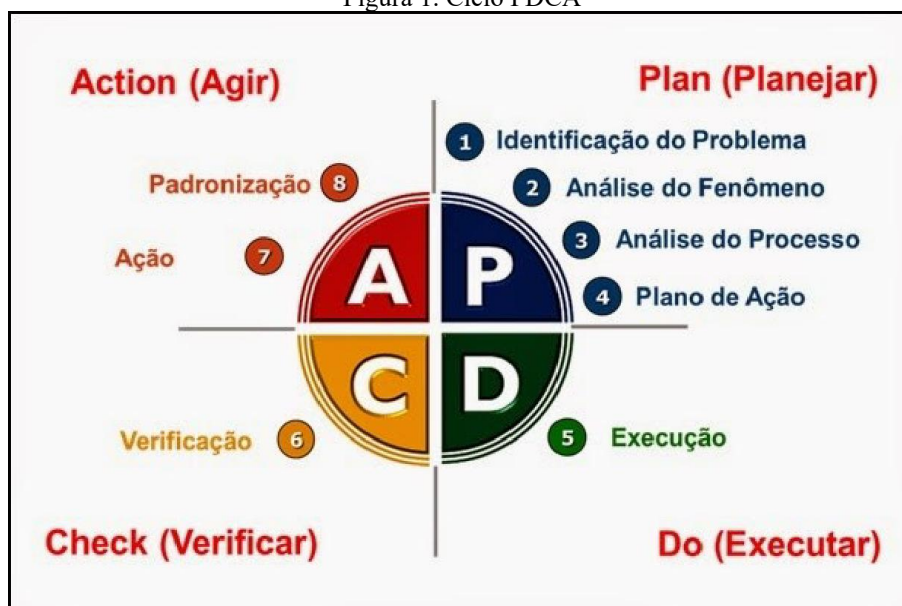 Figura 1: Ciclo PDCA
Action (Agir)
Plan (Planejar)
1 Identificação do Problema
2 Análise do Fenômeno
3 Análise do Processo
4 Plano de Ação
Padronização 8
Ação 7
A P
C D
Verificação 6
5 Execução
Check (Verificar)
Do (Executar)